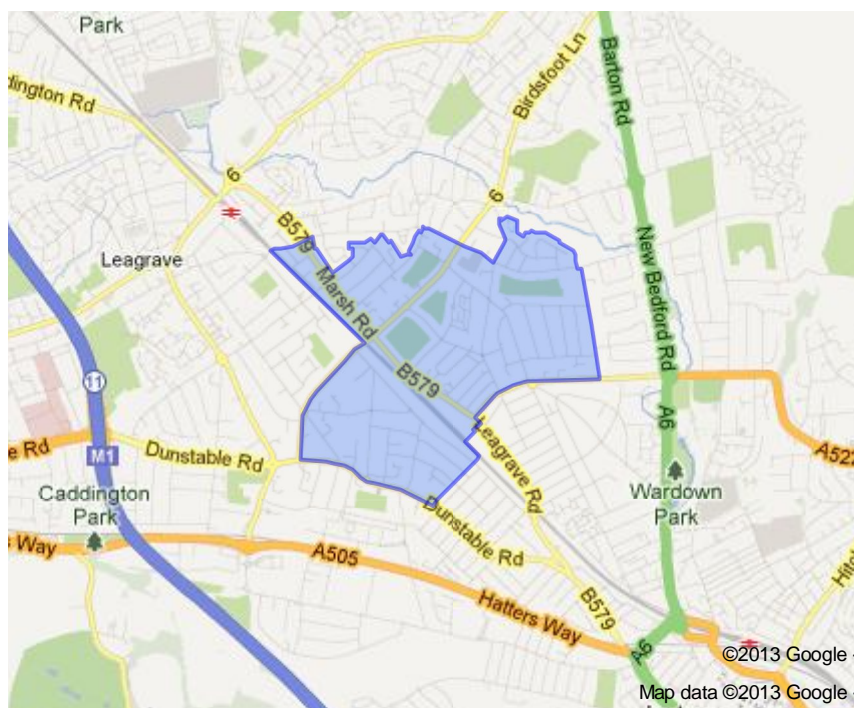 Park
dington Rd
Birdsfoot Ln
Barton Rd
6
6
B579
Leagrave
Marsh Rd
New Bedford Rd
B579
11
A6
Leagrave Rd
e Rd
M1
Dunstable Rd
A522
Caddington
Park
Wardown
Park
Dunstable Rd
s Way
A505
Hatters Way
B579
Hitch
A6
©2013 Google -
Map data ©2013 Google -